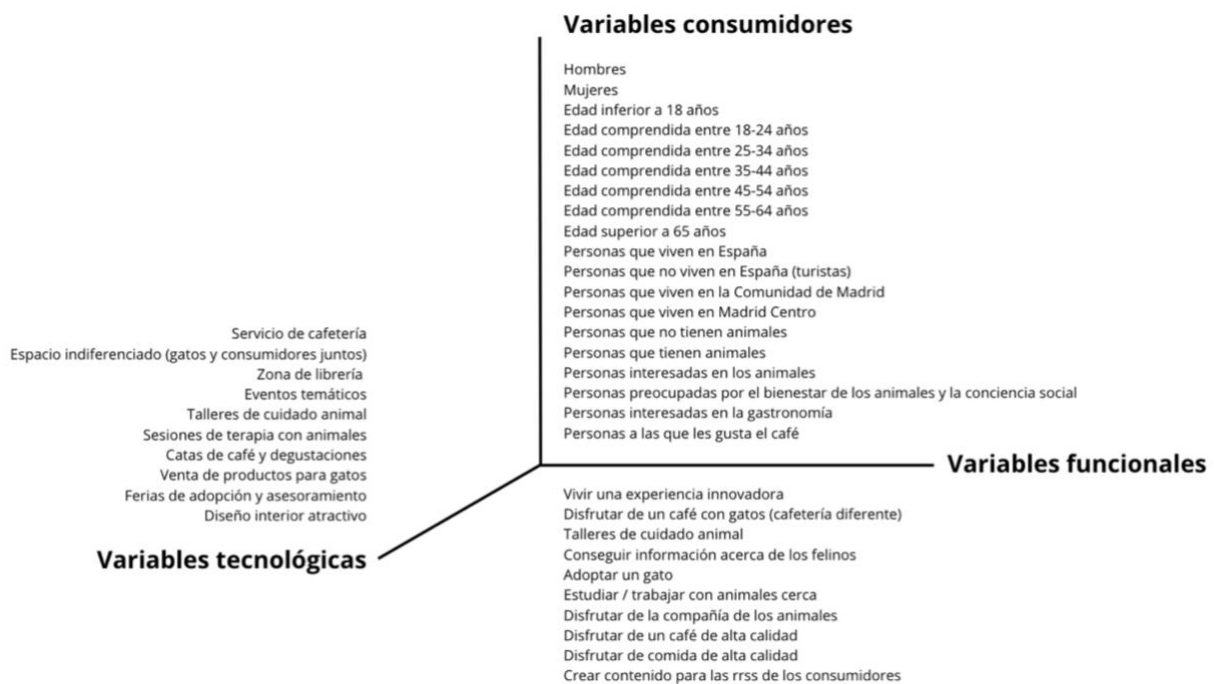 Variables consumidores
Hombres
Mujeres
Edad inferior a 18 años
Edad comprendida entre 18-24 años
Edad comprendida entre 25-34 años
Edad comprendida entre 35-44 años
Edad comprendida entre 45-54 años
Edad comprendida entre 55-64 años
Edad superior a 65 años
Personas que viven en España
Personas que no viven en España (turistas)
Personas que viven en la Comunidad de Madrid
Personas que viven en Madrid Centro
Personas que no tienen animales
Personas que tienen animales
Personas interesadas en los animales
Personas preocupadas por el bienestar de los animales y la conciencia social
Personas interesadas en la gastronomía
Personas a las que les gusta el café
Servicio de cafetería
Espacio indiferenciado (gatos y consumidores juntos)
Zona de librería
Eventos temáticos
Talleres de cuidado animal
Sesiones de terapia con animales
Catas de café y degustaciones
Venta de productos para gatos
Ferias de adopción y asesoramiento
Diseño interior atractivo
Variables tecnológicas
Variables funcionales
Vivir una experiencia innovadora
Disfrutar de un café con gatos (cafetería diferente)
Talleres de cuidado animal
Conseguir información acerca de los felinos
Adoptar un gato
Estudiar / trabajar con animales cerca
Disfrutar de la compañía de los animales
Disfrutar de un café de alta calidad
Disfrutar de comida de alta calidad
Crear contenido para las rrss de los consumidores